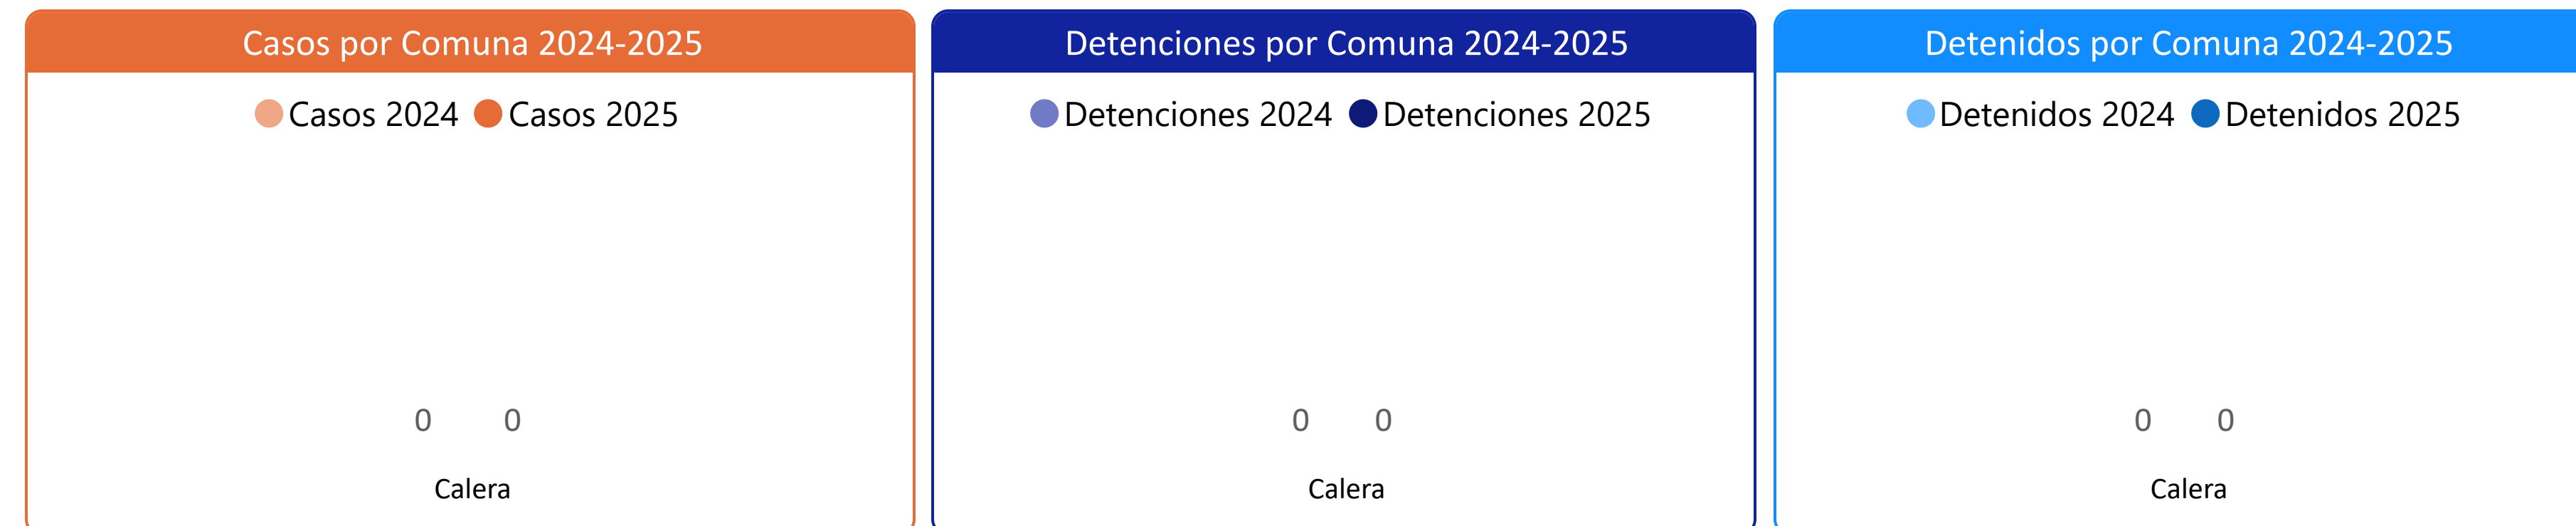 Casos por Comuna 2024-2025
Casos 2024 Casos 2025
0 0
Calera
Detenciones por Comuna 2024-2025
Detenciones 2024 Detenciones 2025
0 0
Calera
Detenidos por Comuna 2024-2025
Detenidos 2024 Detenidos 2025
0 0
Calera